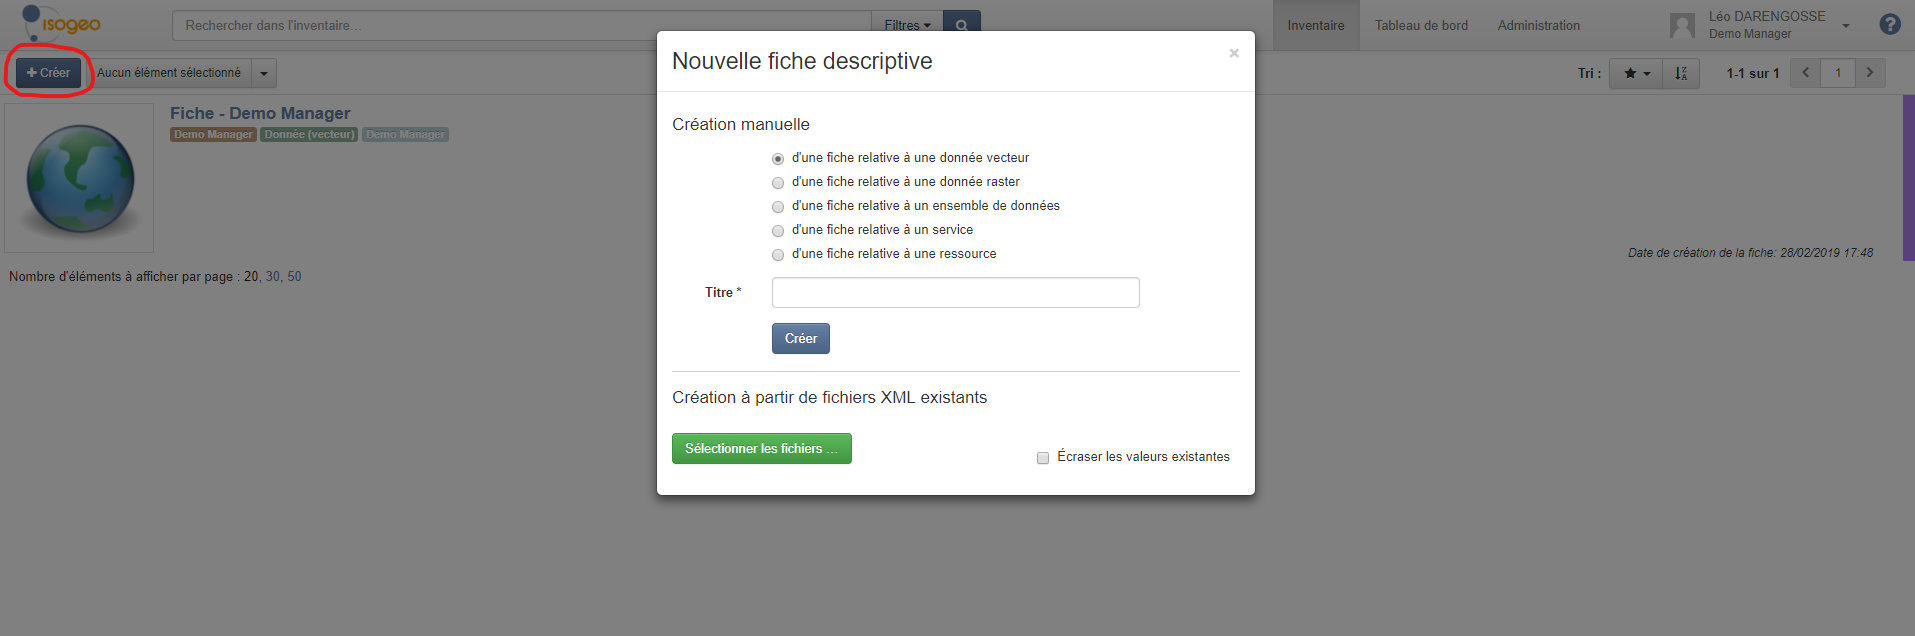 isogeo
Rechercher dans l'inventaire...
Filtres
Inventaire
Tableau de bord
Administration
Léo DARENGOSSE
Demo Manager
?
+ Créer
Aucun élément sélectionné
Tri :
1-1 sur 1
1
Fiche - Demo Manager
Demo Manager Donnée (vecteur) Demo Manager
Date de création de la fiche: 28/02/2019 17:48
Nombre d'éléments à afficher par page : 20, 30, 50
Nouvelle fiche descriptive
×
Création manuelle
d'une fiche relative à une donnée vecteur
d'une fiche relative à une donnée raster
d'une fiche relative à un ensemble de données
d'une fiche relative à un service
d'une fiche relative à une ressource
Titre *
Créer
Création à partir de fichiers XML existants
Sélectionner les fichiers ...
Écraser les valeurs existantes